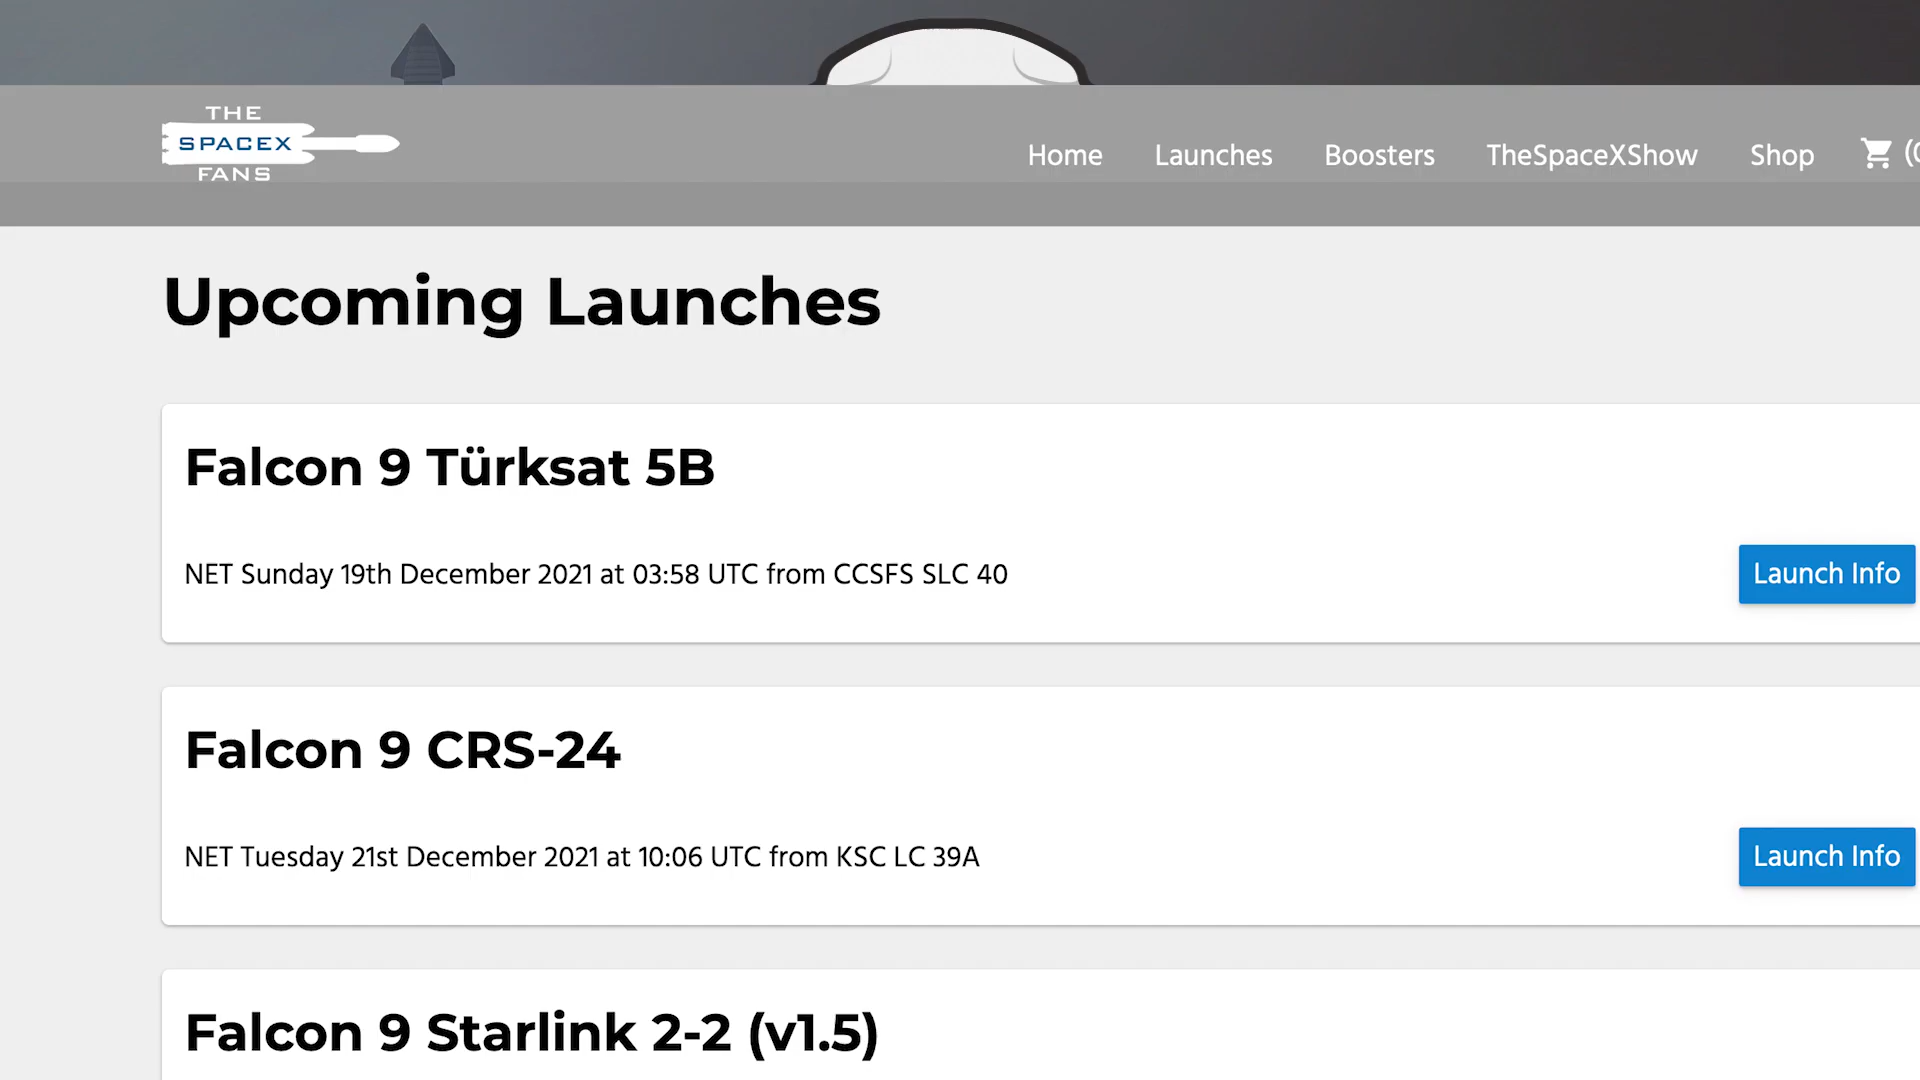 THE
SPACEX
FANS
Home Launches Boosters TheSpaceXShow Shop
Upcoming Launches
Falcon 9 Türksat 5B
NET Sunday 19th December 2021 at 03:58 UTC from CCSFS SLC 40
Launch Info
Falcon 9 CRS-24
NET Tuesday 21st December 2021 at 10:06 UTC from KSC LC 39A
Launch Info
Falcon 9 Starlink 2-2 (v1.5)